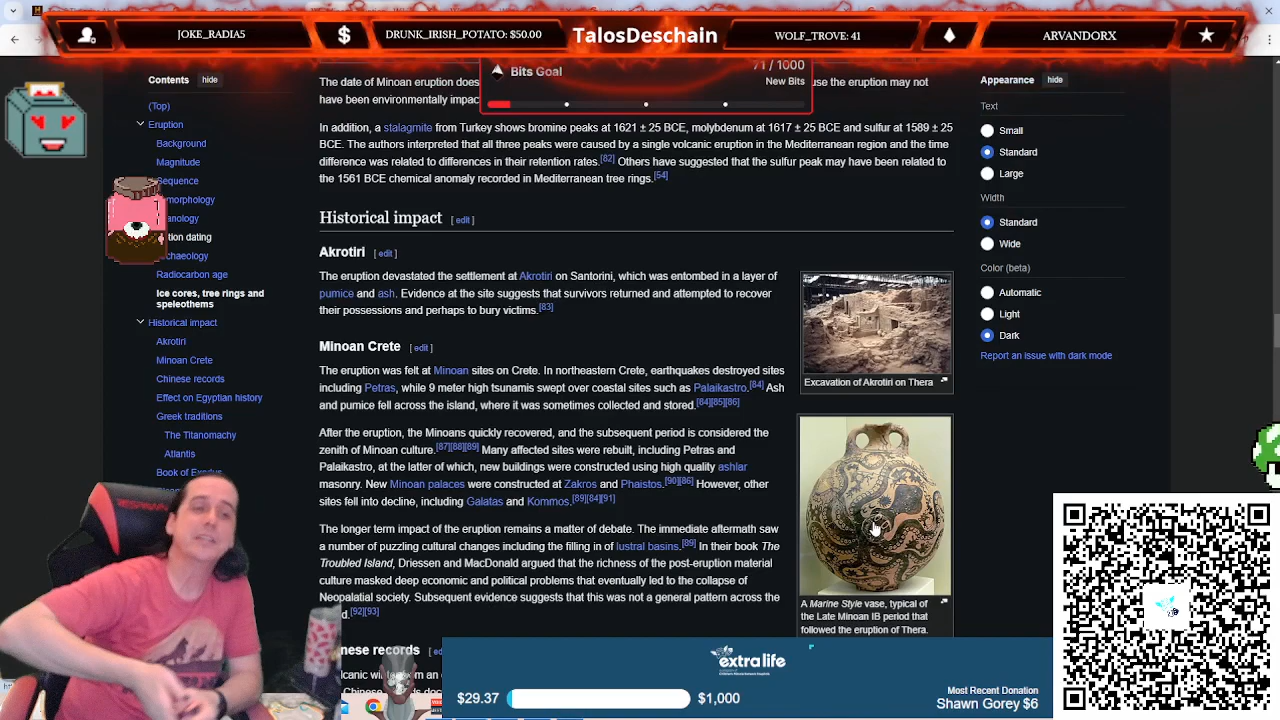 JOKE_RADIA5
$
DRUNK_IRISH_POTATO: $50.00
TalosDeschain
WOLF_TROVE: 41
ARVANDORX
Bits Goal
71 / 1000
New Bits
Contents hide
(Top)
Eruption
Background
Magnitude
Sequence
morphology
anology
tion dating
chaeology
Radiocarbon age
Ice cores, tree rings and
speleothems
Historical impact
Akrotiri
Minoan Crete
Chinese records
Effect on Egyptian history
Greek traditions
The Titanomachy
Atlantis
Book of Exodus
The date of Minoan eruption does
use the eruption may not
have been environmentally impac
In addition, a stalagmite from Turkey shows bromine peaks at 1621 ± 25 BCE, molybdenum at 1617 ± 25 BCE and sulfur at 1589 ± 25
BCE. The authors interpreted that all three peaks were caused by a single volcanic eruption in the Mediterranean region and the time
difference was related to differences in their retention rates.[82] Others have suggested that the sulfur peak may have been related to
the 1561 BCE chemical anomaly recorded in Mediterranean tree rings.[54]
Historical impact [edit]
Akrotiri [edit]
The eruption devastated the settlement at Akrotiri on Santorini, which was entombed in a layer of
pumice and ash. Evidence at the site suggests that survivors returned and attempted to recover
their possessions and perhaps to bury victims.[83]
Minoan Crete [edit]
The eruption was felt at Minoan sites on Crete. In northeastern Crete, earthquakes destroyed sites
including Petras, while 9 meter high tsunamis swept over coastal sites such as Palaikastro.[84] Ash
and pumice fell across the island, where it was sometimes collected and stored.[84][85][86]
After the eruption, the Minoans quickly recovered, and the subsequent period is considered the
zenith of Minoan culture.[87][88][89] Many affected sites were rebuilt, including Petras and
Palaikastro, at the latter of which, new buildings were constructed using high quality ashlar
masonry. New Minoan palaces were constructed at Zakros and Phaistos.[90][86] However, other
sites fell into decline, including Galatas and Kommos.[89][84][91]
The longer term impact of the eruption remains a matter of debate. The immediate aftermath saw
a number of puzzling cultural changes including the filling in of lustral basins.[89] In their book The
Troubled Island, Driessen and MacDonald argued that the richness of the post-eruption material
culture masked deep economic and political problems that eventually led to the collapse of
Neopalatial society. Subsequent evidence suggests that this was not a general pattern across the
d.[92][93]
nese records [ed
Excavation of Akrotiri on Thera
A Marine Style vase, typical of
the Late Minoan IB period that
followed the eruption of Thera.
Appearance hide
Text
Small
Standard
Large
Width
Standard
Wide
Color (beta)
Automatic
Light
Dark
Report an issue with dark mode
extralife
$29.37
$1,000
Most Recent Donation
Shawn Gorey $6